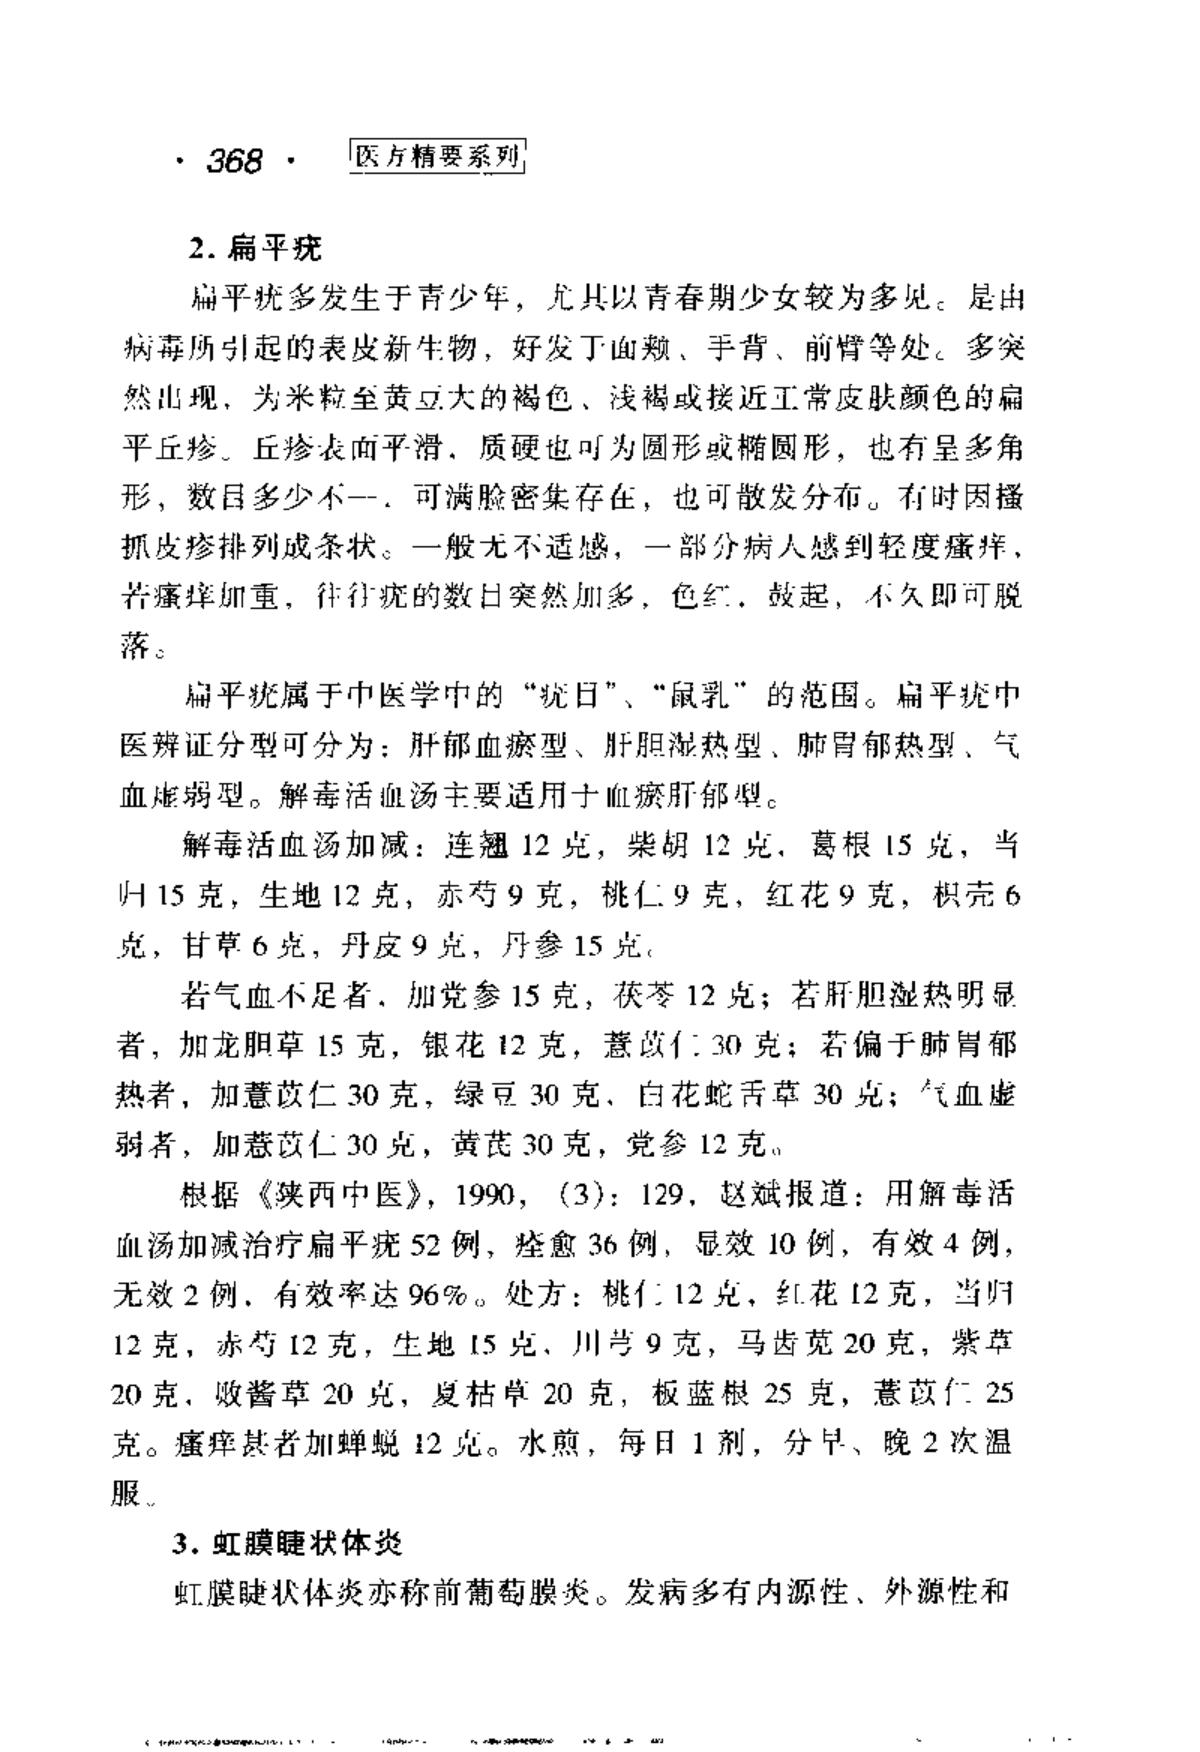 · 368 · 医方精要系列
2. 扁平疣
扁平疣多发生于青少年，尤其以青春期少女较为多见。是由
病毒所引起的表皮新生物，好发于面颊、手背、前臂等处。多突
然出现，为米粒至黄豆大的褐色、浅褐或接近正常皮肤颜色的扁
平丘疹。丘疹表面平滑，质硬也可为圆形或椭圆形，也有呈多角
形，数目多少不一，可满脸密集存在，也可散发分布。有时因搔
抓皮疹排列成条状。一般无不适感，一部分病人感到轻度瘙痒，
若瘙痒加重，往往疣的数目突然加多，色红，鼓起，不久即可脱
落。
扁平疣属于中医学中的“疣目”、“鼠乳”的范围。扁平疣中
医辨证分型可分为：肝郁血瘀型、肝胆湿热型、肺胃郁热型、气
血虚弱型。解毒活血汤主要适用于血瘀肝郁型。
解毒活血汤加减：连翘 12 克，柴胡 12 克，葛根 15 克，当
归 15 克，生地 12 克，赤芍 9 克，桃仁 9 克，红花 9 克，枳壳 6
克，甘草 6 克，丹皮 9 克，丹参 15 克。
若气血不足者，加党参 15 克，茯苓 12 克；若肝胆湿热明显
者，加龙胆草 15 克，银花 12 克，薏苡仁 30 克；若偏于肺胃郁
热者，加薏苡仁 30 克，绿豆 30 克、白花蛇舌草 30 克；气血虚
弱者，加薏苡仁 30 克，黄芪 30 克，党参 12 克。
根据《陕西中医》，1990，（3）：129，赵斌报道：用解毒活
血汤加减治疗扁平疣 52 例，痊愈 36 例，显效 10 例，有效 4 例，
无效 2 例，有效率达 96%。处方：桃仁 12 克，红花 12 克，当归
12 克，赤芍 12 克，生地 15 克、川芎 9 克，马齿苋 20 克，紫草
20 克，败酱草 20 克，夏枯草 20 克，板蓝根 25 克，薏苡仁 25
克。瘙痒甚者加蝉蜕 12 克。水煎，每日 1 剂，分早、晚 2 次温
服。
3. 虹膜睫状体炎
虹膜睫状体炎亦称前葡萄膜炎。发病多有内源性、外源性和